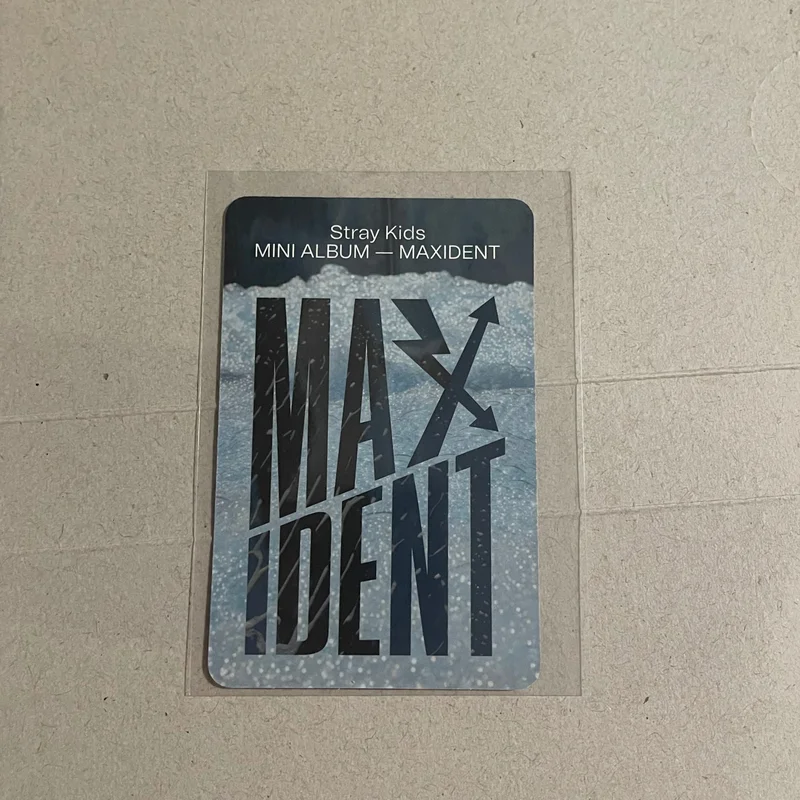 Stray Kids
MINI ALBUM — MAXIDENT
MAX
IDENT